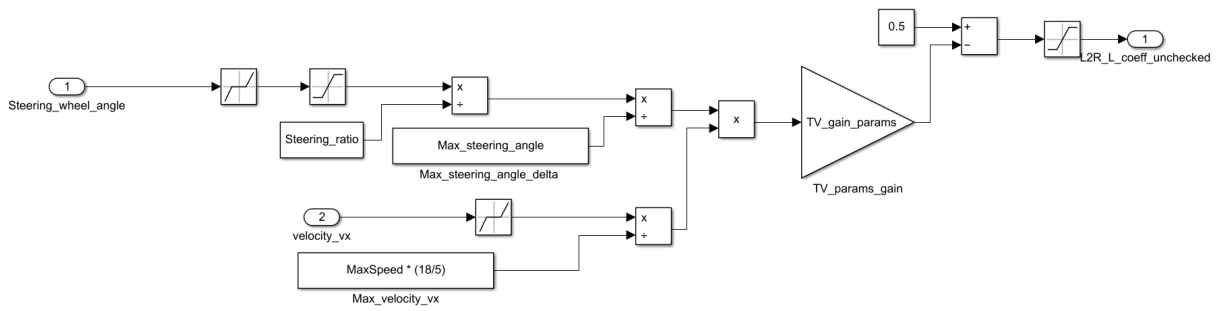 0.5
+
−
1
L2R_L_coeff_unchecked
1
Steering_wheel_angle
x
÷
Steering_ratio
x
÷
Max_steering_angle
Max_steering_angle_delta
x
TV_gain_params
TV_params_gain
2
velocity_vx
x
÷
MaxSpeed * (18/5)
Max_velocity_vx